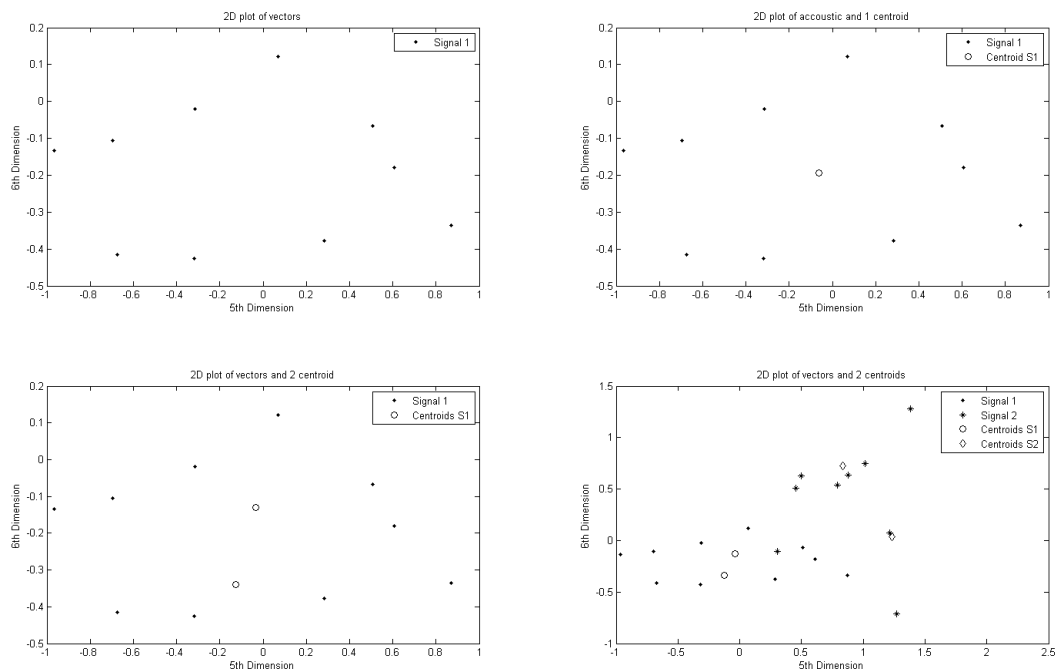 2D plot of vectors
0.2
0.1
0
-0.1
-0.2
-0.3
-0.4
-0.5
6th Dimension
-1 -0.8 -0.6 -0.4 -0.2 0 0.2 0.4 0.6 0.8 1
5th Dimension
Signal 1
2D plot of accoustic and 1 centroid
0.2
0.1
0
-0.1
-0.2
-0.3
-0.4
-0.5
6th Dimension
-1 -0.8 -0.6 -0.4 -0.2 0 0.2 0.4 0.6 0.8 1
5th Dimension
Signal 1
Centroid S1
2D plot of vectors and 2 centroid
0.2
0.1
0
-0.1
-0.2
-0.3
-0.4
-0.5
6th Dimension
-1 -0.8 -0.6 -0.4 -0.2 0 0.2 0.4 0.6 0.8 1
5th Dimension
Signal 1
Centroids S1
2D plot of vectors and 2 centroids
1.5
1
0.5
0
-0.5
-1
6th Dimension
-1 -0.5 0 0.5 1 1.5 2 2.5
5th Dimension
Signal 1
Signal 2
Centroids S1
Centroids S2